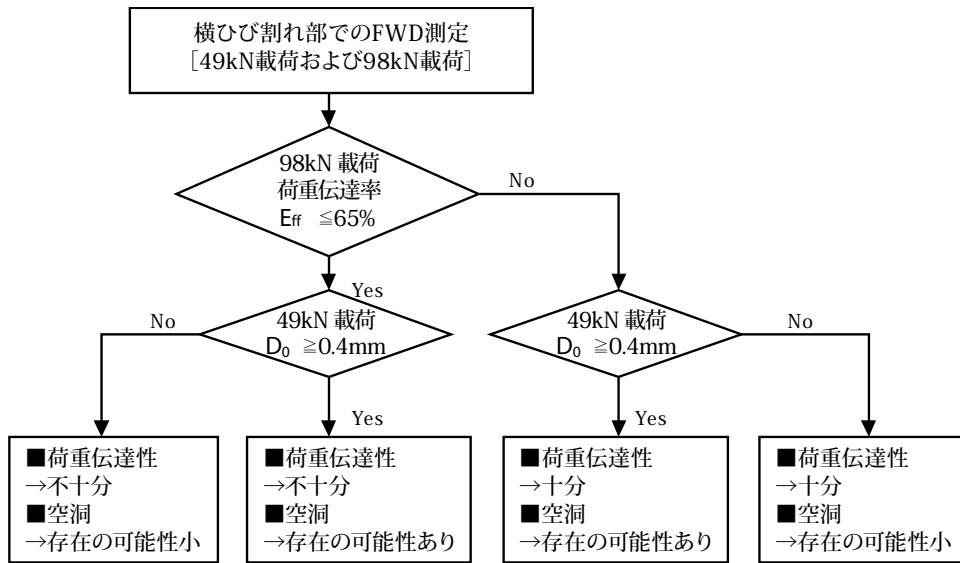 横ひび割れ部でのFWD測定
[49kN載荷および98kN載荷]
98kN 載荷
荷重伝達率
Eff ≦65%
No
Yes
49kN 載荷
D₀ ≧0.4mm
No
Yes
49kN 載荷
D₀ ≧0.4mm
No
Yes
■荷重伝達性
→不十分
■空洞
→存在の可能性小
■荷重伝達性
→不十分
■空洞
→存在の可能性あり
■荷重伝達性
→十分
■空洞
→存在の可能性あり
■荷重伝達性
→十分
■空洞
→存在の可能性小